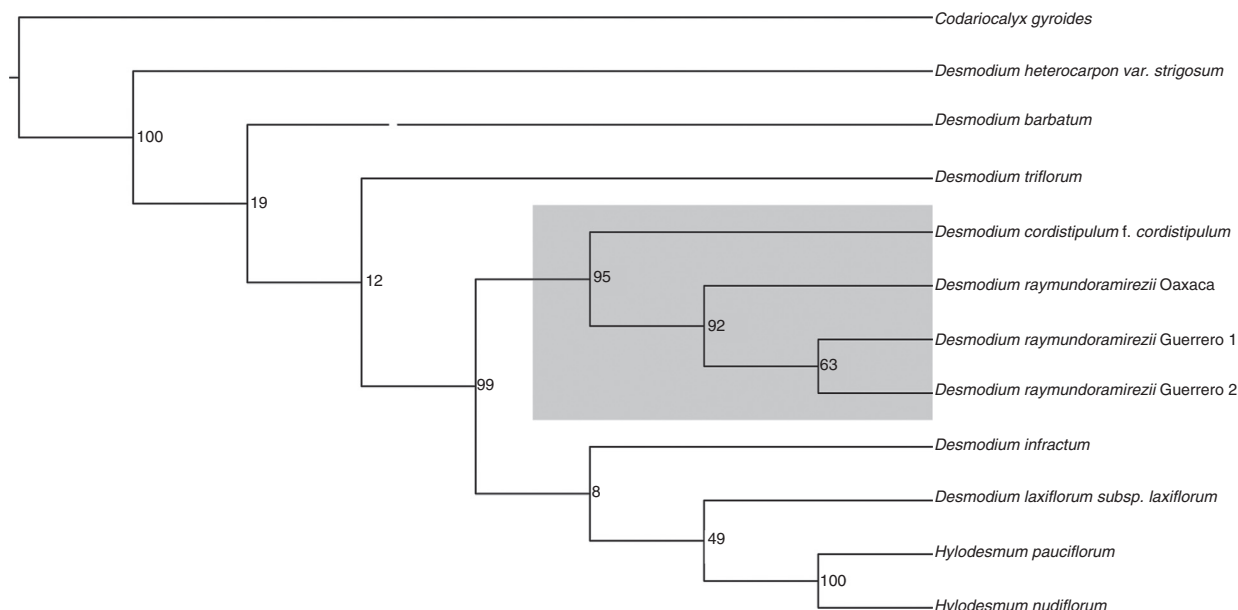 Codariocalyx gyroides
Desmodium heterocarpon var. strigosum
100
Desmodium barbatum
19
Desmodium triflorum
12
Desmodium cordistipulum f. cordistipulum
95
Desmodium raymundoramirezii Oaxaca
92
Desmodium raymundoramirezii Guerrero 1
63
Desmodium raymundoramirezii Guerrero 2
99
Desmodium infractum
8
Desmodium laxiflorum subsp. laxiflorum
49
Hylodesmum pauciflorum
100
Hylodesmum nudiflorum